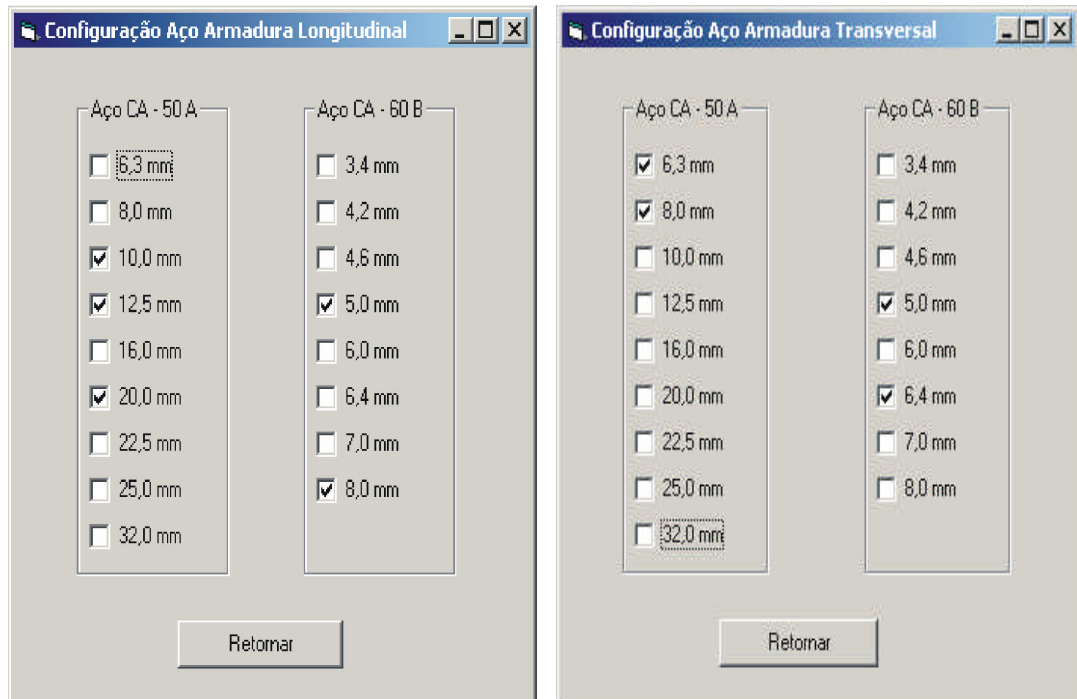 Configuração Aço Armadura Longitudinal
Aço CA - 50 A
6,3 mm
8,0 mm
10,0 mm
12,5 mm
16,0 mm
20,0 mm
22,5 mm
25,0 mm
32,0 mm
Aço CA - 60 B
3,4 mm
4,2 mm
4,6 mm
5,0 mm
6,0 mm
6,4 mm
7,0 mm
8,0 mm
Retornar
Configuração Aço Armadura Transversal
Aço CA - 50 A
6,3 mm
8,0 mm
10,0 mm
12,5 mm
16,0 mm
20,0 mm
22,5 mm
25,0 mm
32,0 mm
Aço CA - 60 B
3,4 mm
4,2 mm
4,6 mm
5,0 mm
6,0 mm
6,4 mm
7,0 mm
8,0 mm
Retornar